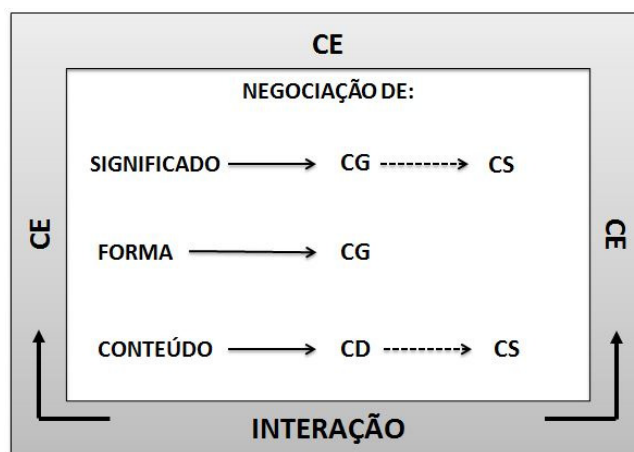 CE
NEGOCIAÇÃO DE:
SIGNIFICADO CG CS
CE
CE
FORMA CG
CONTEÚDO CD CS
INTERAÇÃO